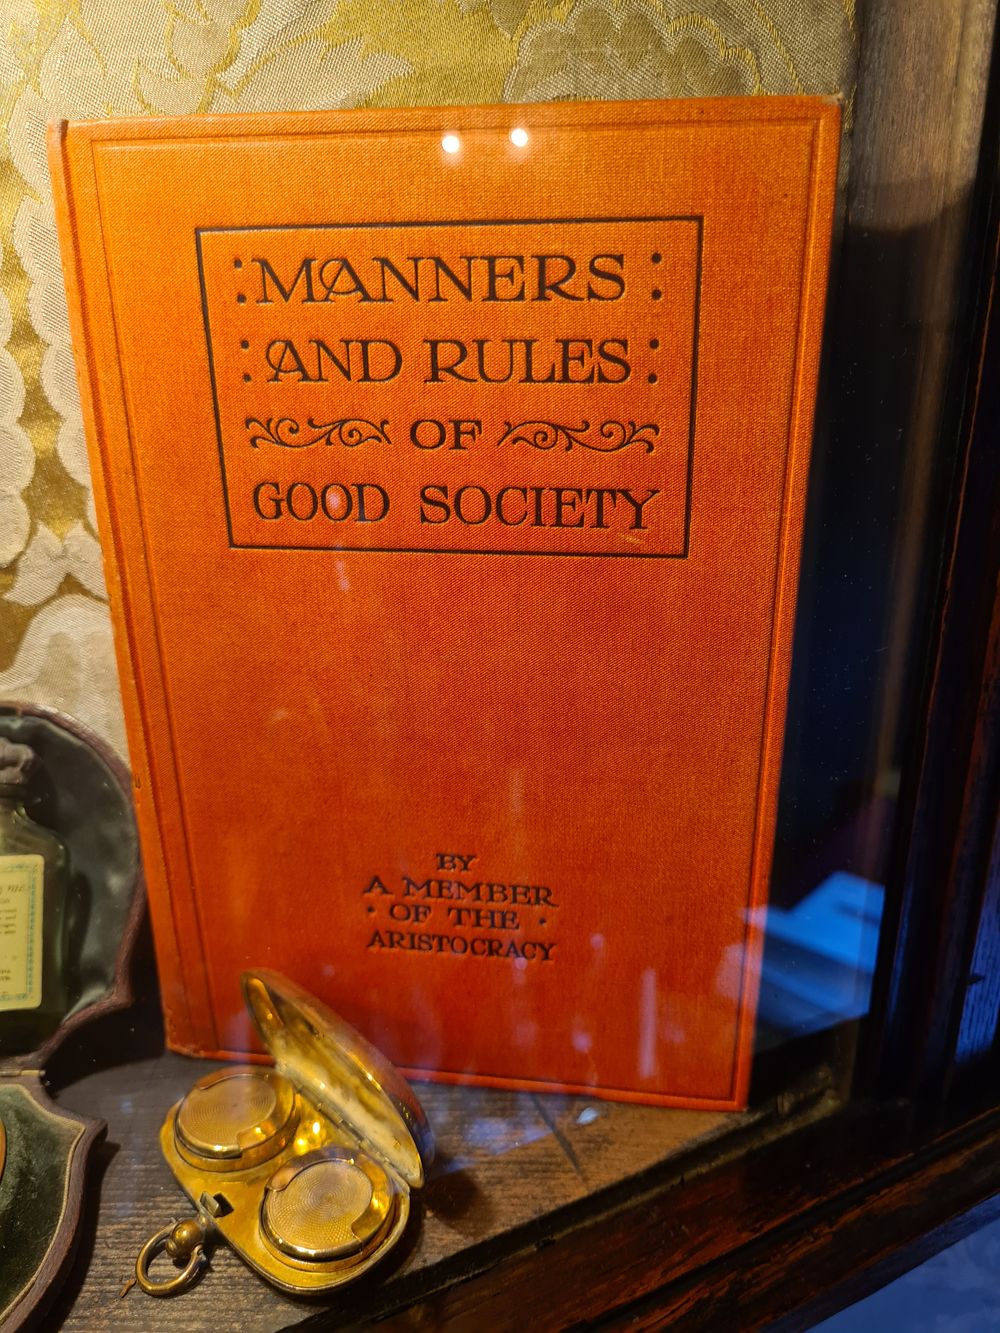 MANNERS
AND RULES
OF
GOOD SOCIETY
BY
A MEMBER
OF THE
ARISTOCRACY